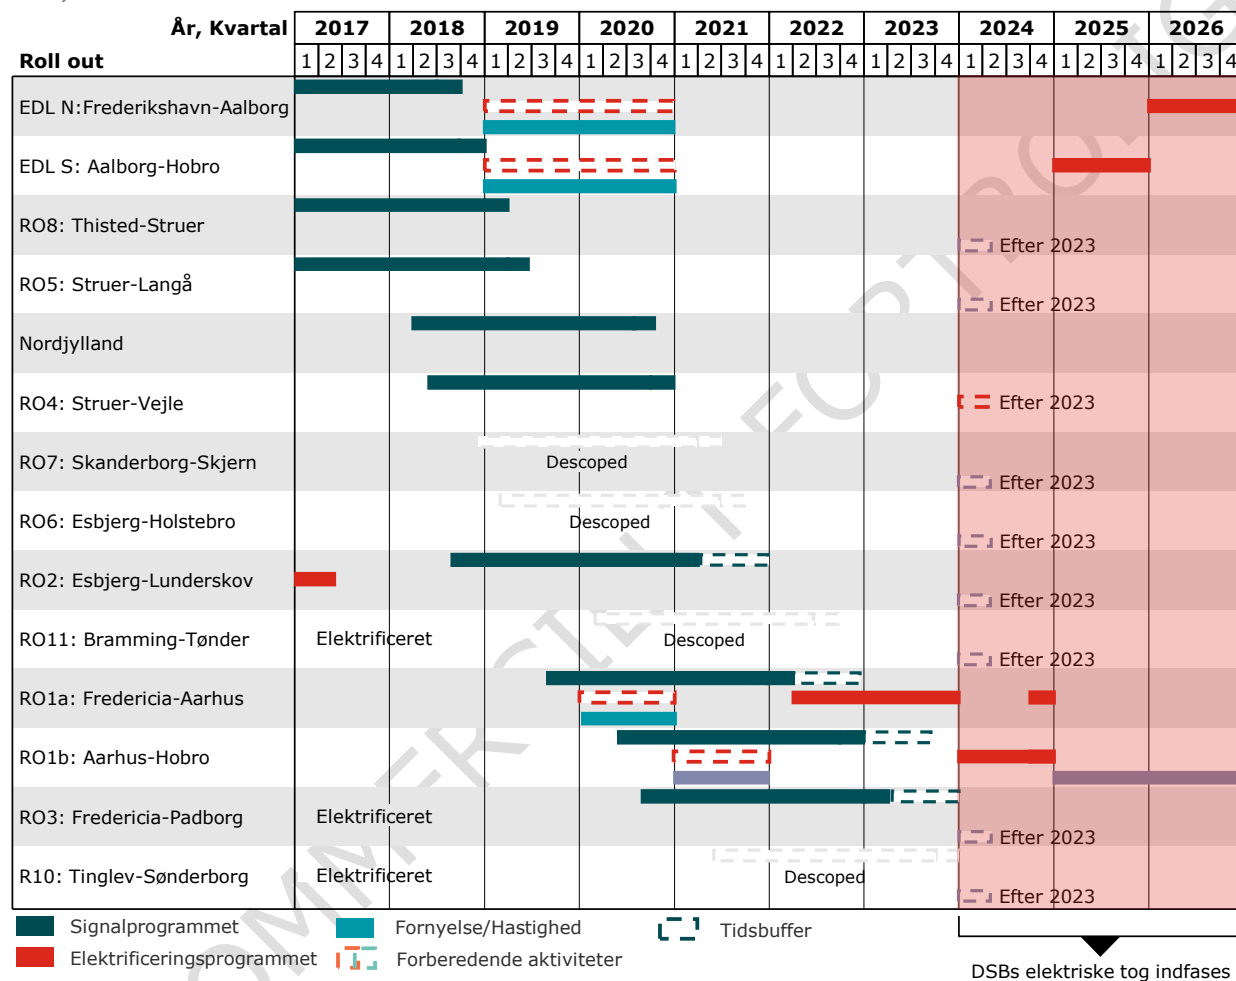 År, Kvartal 2017 2018 2019 2020 2021 2022 2023 2024 2025 2026
Roll out 1 2 3 4 1 2 3 4 1 2 3 4 1 2 3 4 1 2 3 4 1 2 3 4 1 2 3 4 1 2 3 4 1 2 3 4 1 2 3 4
EDL N:Frederikshavn-Aalborg
EDL S: Aalborg-Hobro
RO8: Thisted-Struer
Efter 2023
RO5: Struer-Langå
Efter 2023
Nordjylland
RO4: Struer-Vejle Efter 2023
RO7: Skanderborg-Skjern Descoped
Efter 2023
RO6: Esbjerg-Holstebro Descoped
Efter 2023
RO2: Esbjerg-Lunderskov
Efter 2023
RO11: Bramming-Tønder Elektrificeret Descoped
Efter 2023
RO1a: Fredericia-Aarhus
RO1b: Aarhus-Hobro
RO3: Fredericia-Padborg Elektrificeret
Efter 2023
R10: Tinglev-Sønderborg Elektrificeret Descoped
Efter 2023
Signalprogrammet Fornyelse/Hastighed Tidsbuffer
Elektrificeringsprogrammet Forberedende aktiviteter
DSBs elektriske tog indfases